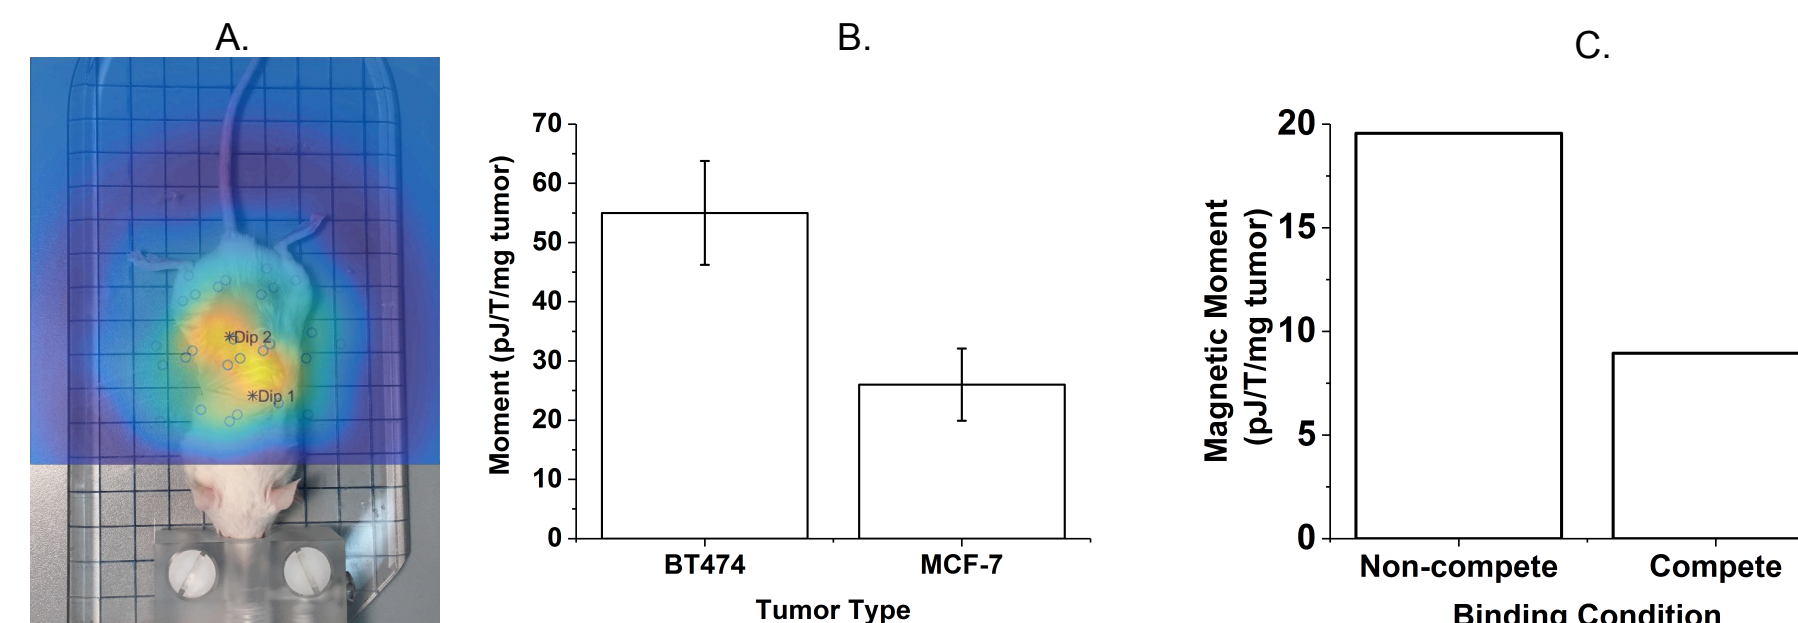 A.
B.
C.
*Dip 2
*Dip 1
Moment (pJ/T/mg tumor)
70
60
50
40
30
20
10
0
BT474
MCF-7
Tumor Type
Magnetic Moment
(pJ/T/mg tumor)
20
15
10
5
0
Non-compete
Compete
Binding Condition